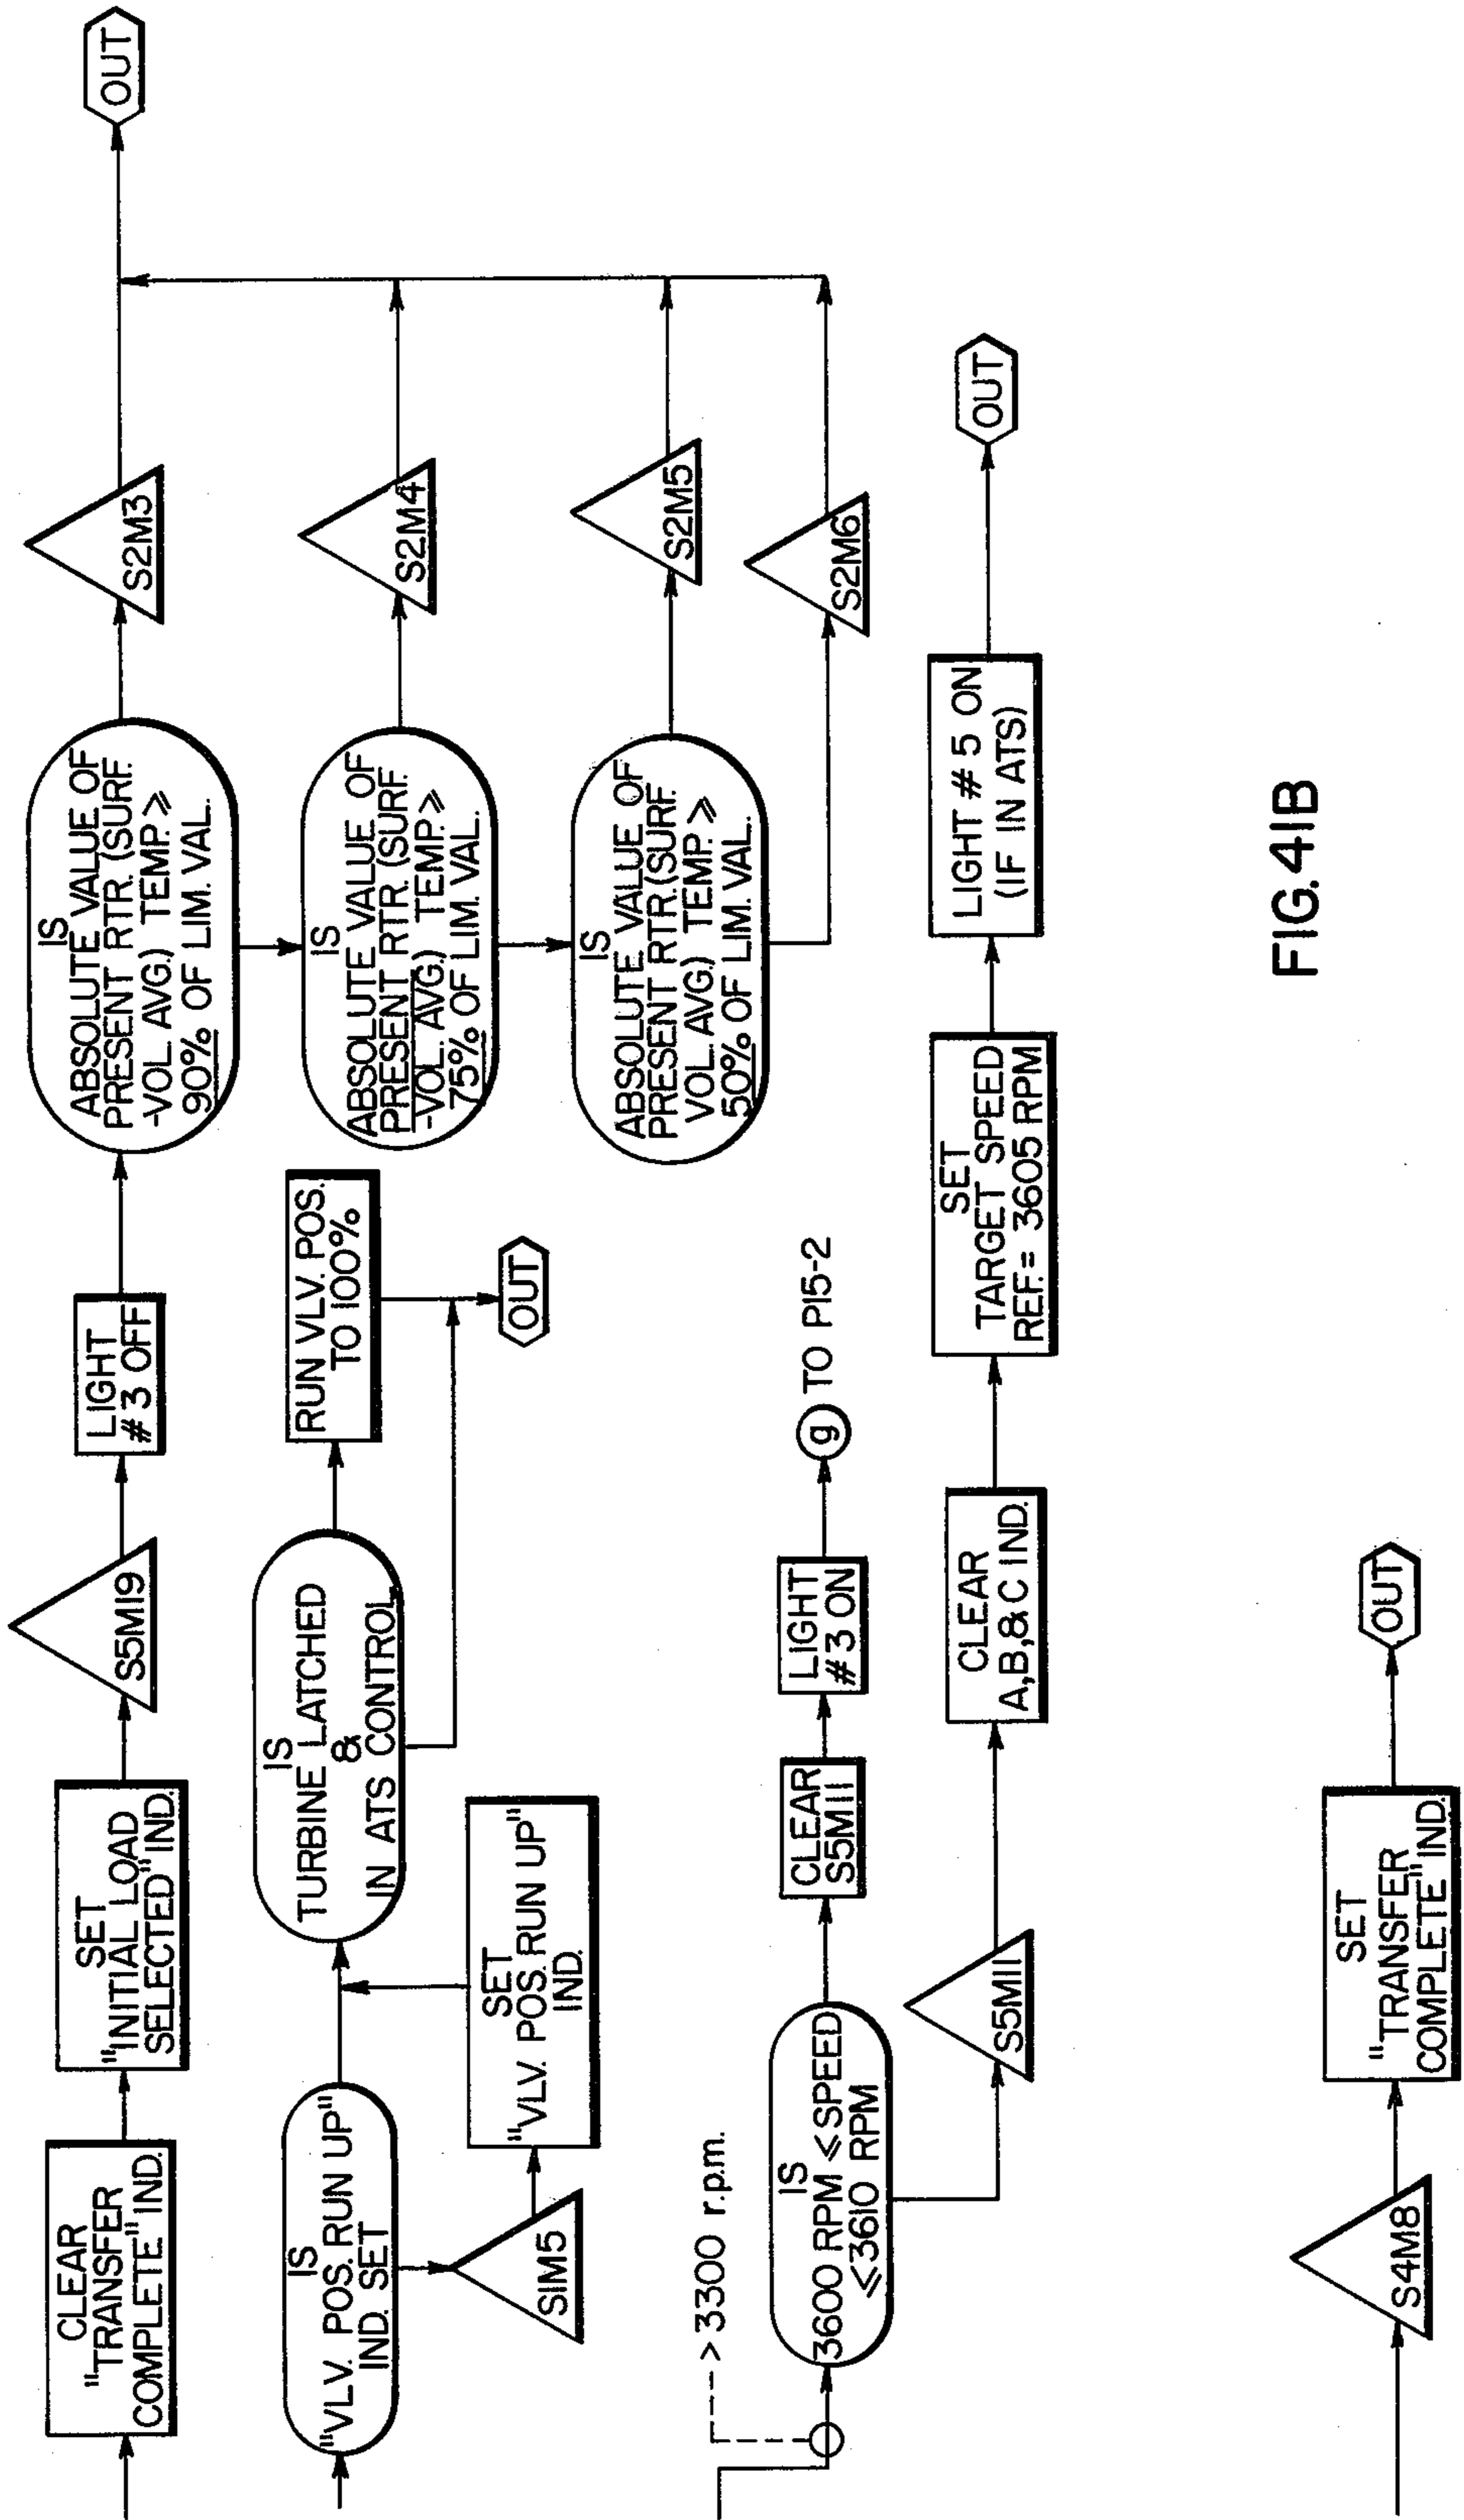 CLEAR
"TRANSFER
COMPLETE" IND.
SET
"INITIAL LOAD
SELECTED" IND.
S5M19
LIGHT
#3 OFF
IS
ABSOLUTE VALUE OF
PRESENT RTR. (SURF.
-VOL. AVG.) TEMP. ⩾
90% OF LIM. VAL.
S2M3
OUT
IS
ABSOLUTE VALUE OF
PRESENT RTR. (SURF.
-VOL. AVG.) TEMP. ⩾
75% OF LIM. VAL.
S2M4
IS
ABSOLUTE VALUE OF
PRESENT RTR. (SURF.
VOL. AVG.) TEMP. ⩾
50% OF LIM. VAL.
S2M5
S2M6
IS
"VLV. POS. RUN UP"
IND. SET
S1M5
SET
"VLV. POS. RUN UP"
IND.
IS
TURBINE LATCHED
&
IN ATS CONTROL
RUN VLV. POS.
TO 100%
OUT
-->3300 r.p.m.
IS
3600 RPM ⩽ SPEED
⩽3610 RPM
CLEAR
S5M11
LIGHT
#3 ON
g TO P15-2
S5M11
CLEAR
A,B,& C IND.
SET
TARGET SPEED
REF.= 3605 RPM
LIGHT #5 ON
(IF IN ATS)
OUT
S4M8
SET
"TRANSFER
COMPLETE" IND.
OUT
FIG.41B